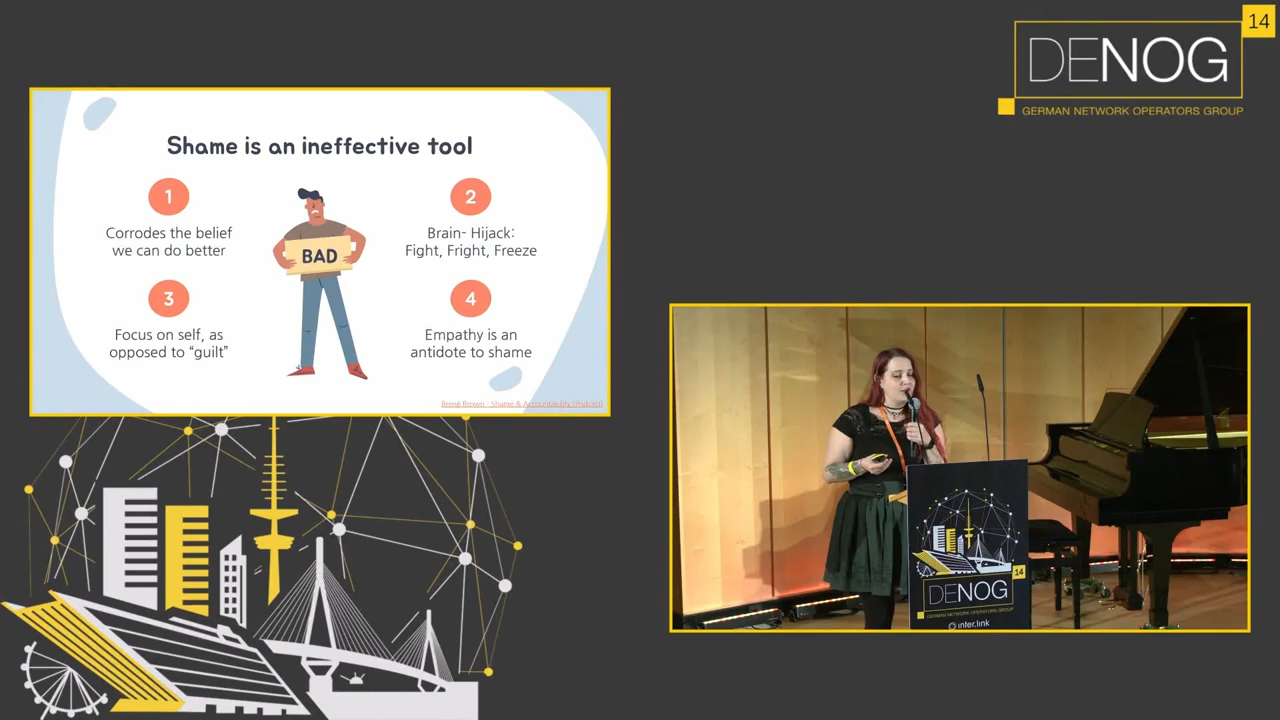 14
DENOG
GERMAN NETWORK OPERATORS GROUP
Shame is an ineffective tool
1
Corrodes the belief
we can do better
2
Brain- Hijack:
Fight, Fright, Freeze
BAD
3
Focus on self, as
opposed to “guilt”
4
Empathy is an
antidote to shame
Brené Brown - Shame & Accountability (Podcast)
14
DENOG
GERMAN NETWORK OPERATORS GROUP
inter.link